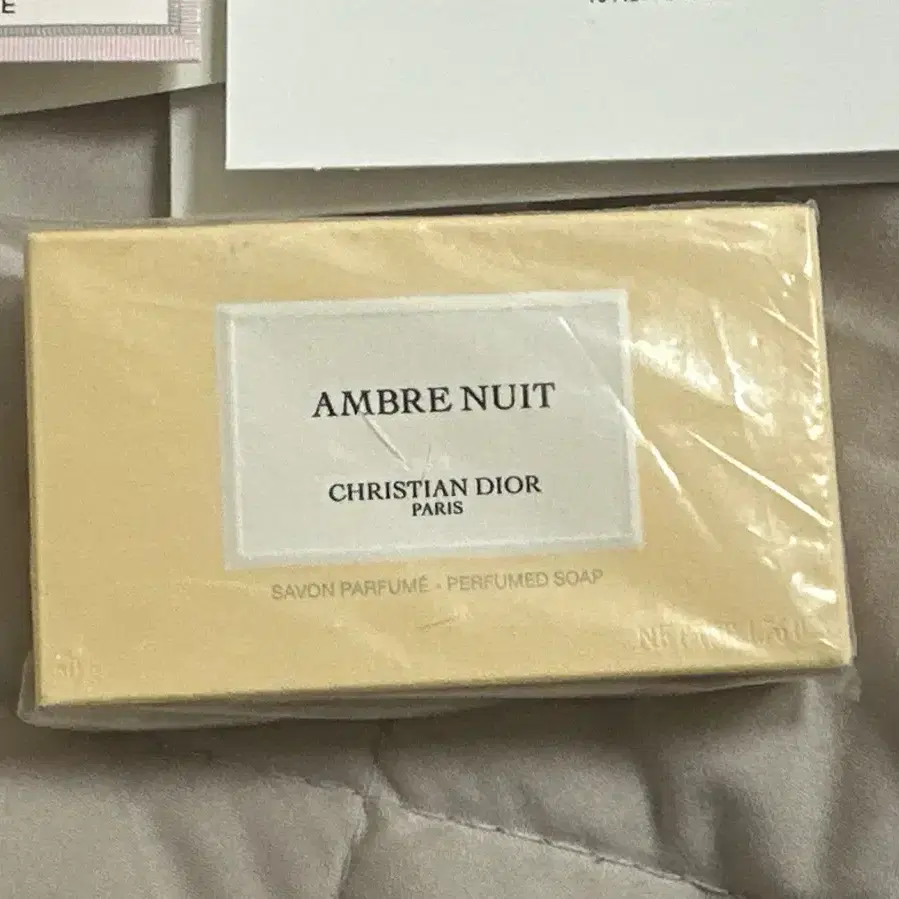 E
AMBRE NUIT
CHRISTIAN DIOR
PARIS
SAVON PARFUMÉ - PERFUMED SOAP